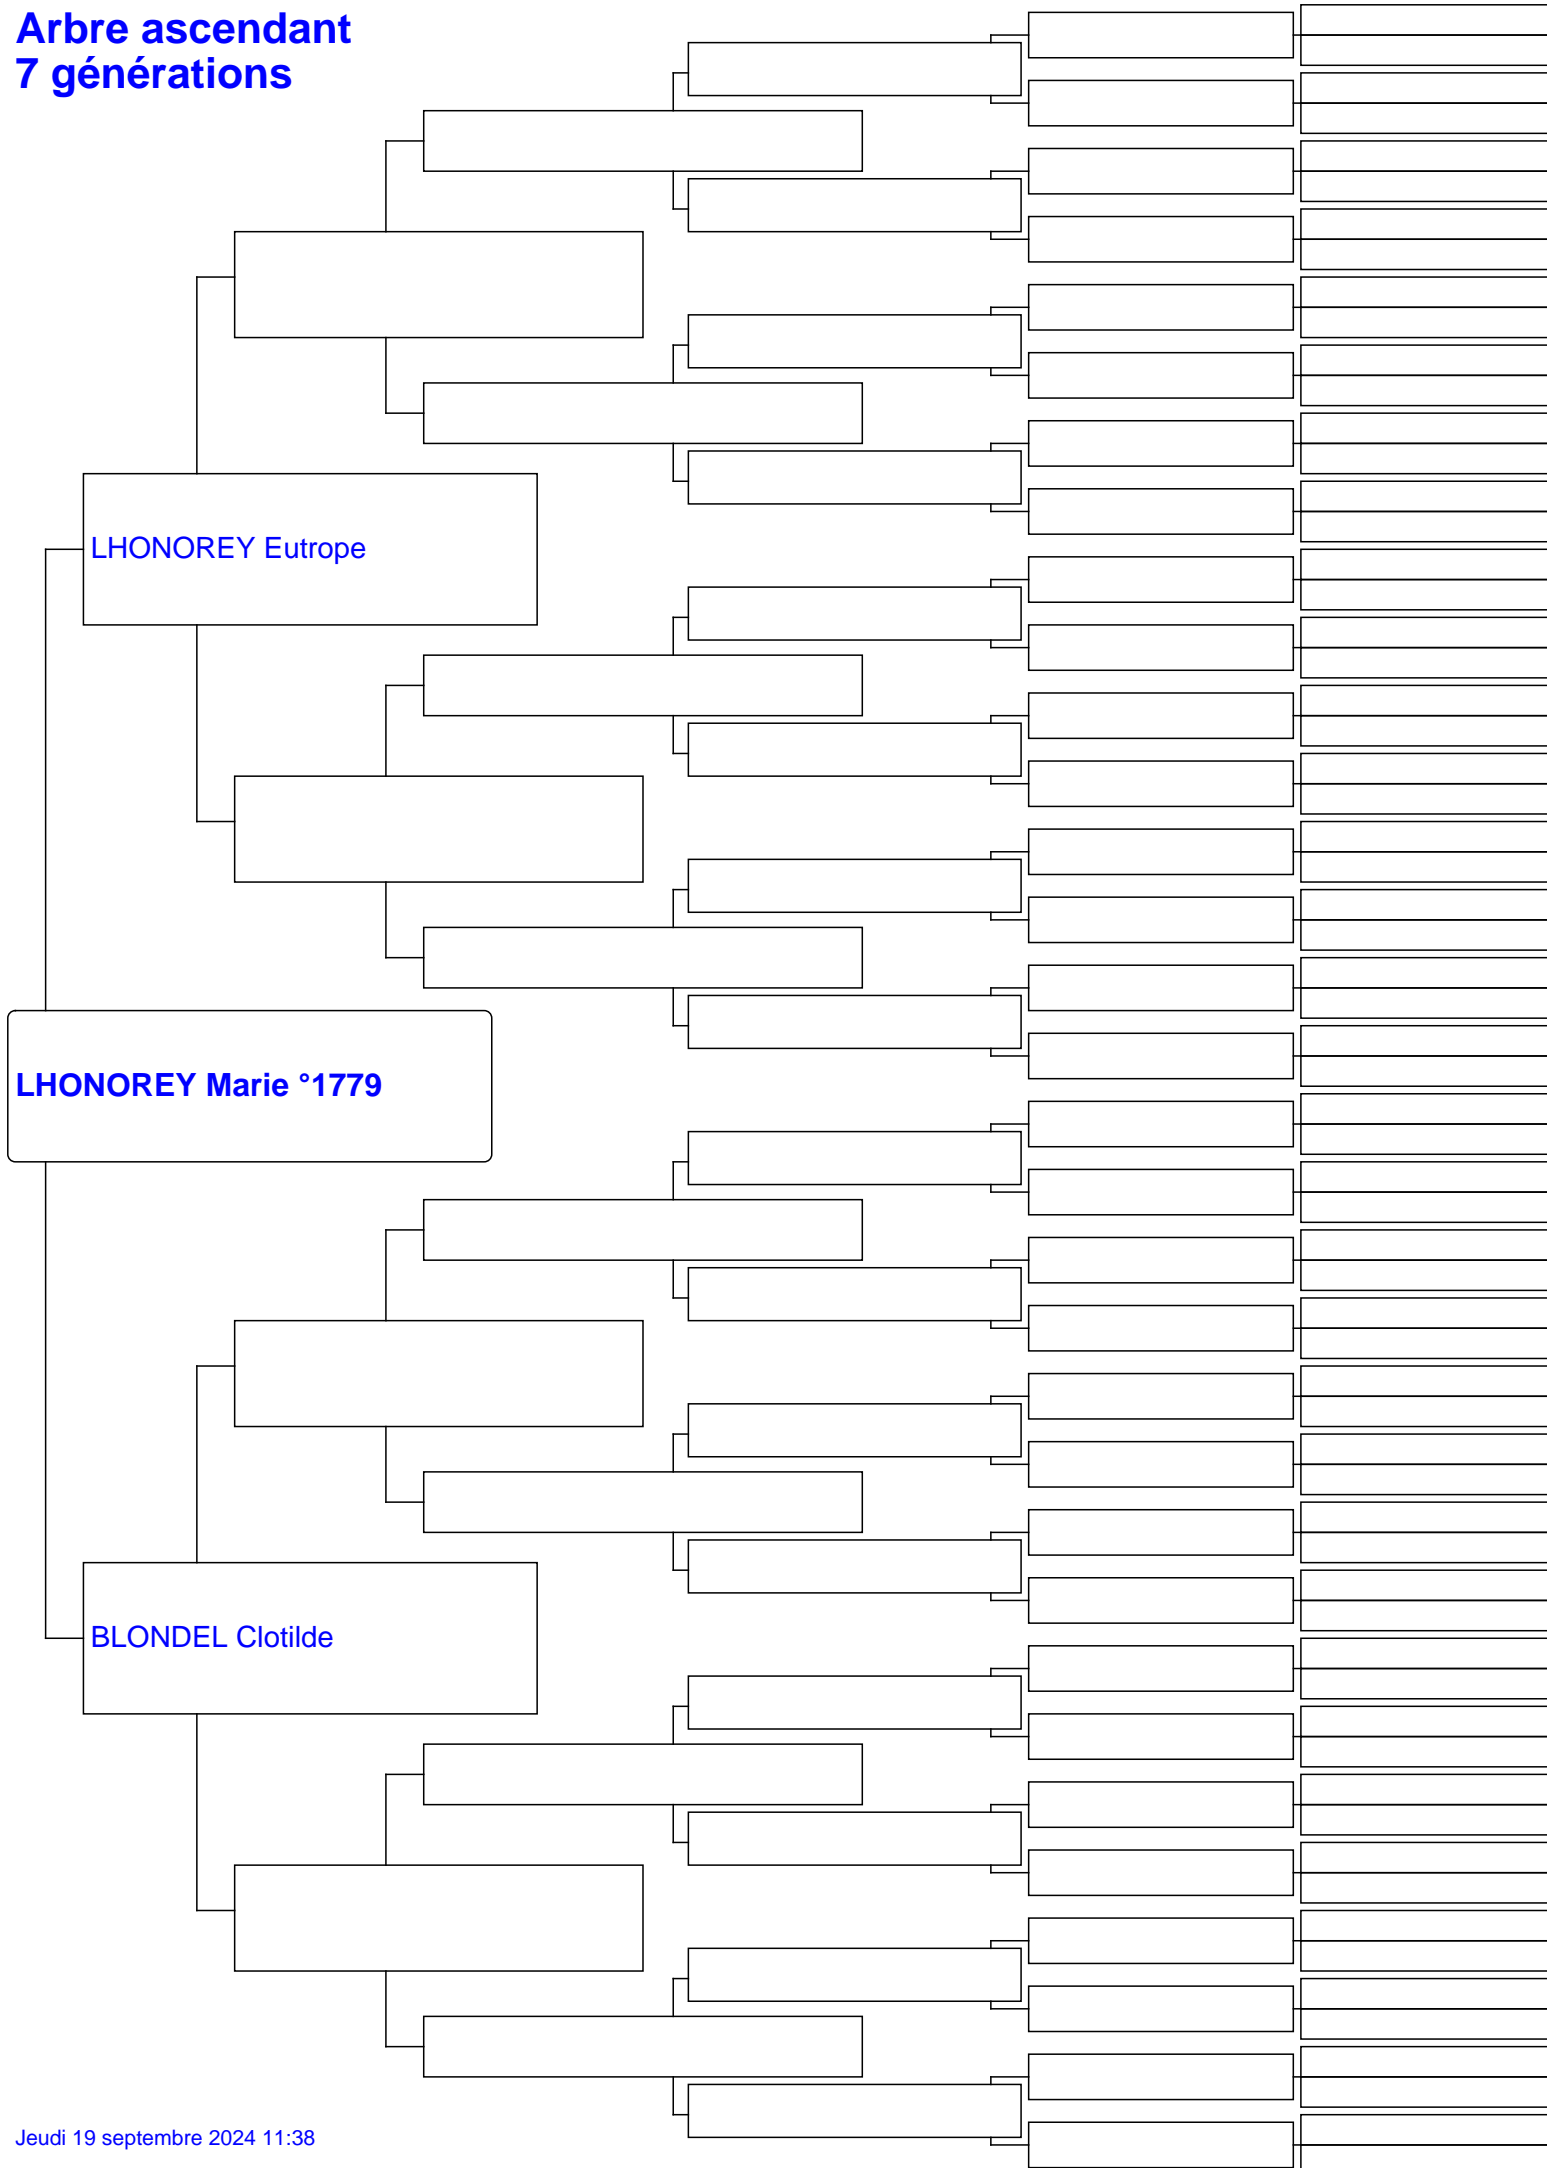 Arbre ascendant
7 générations
LHONOREY Eutrope
LHONOREY Marie °1779
BLONDEL Clotilde
Jeudi 19 septembre 2024 11:38